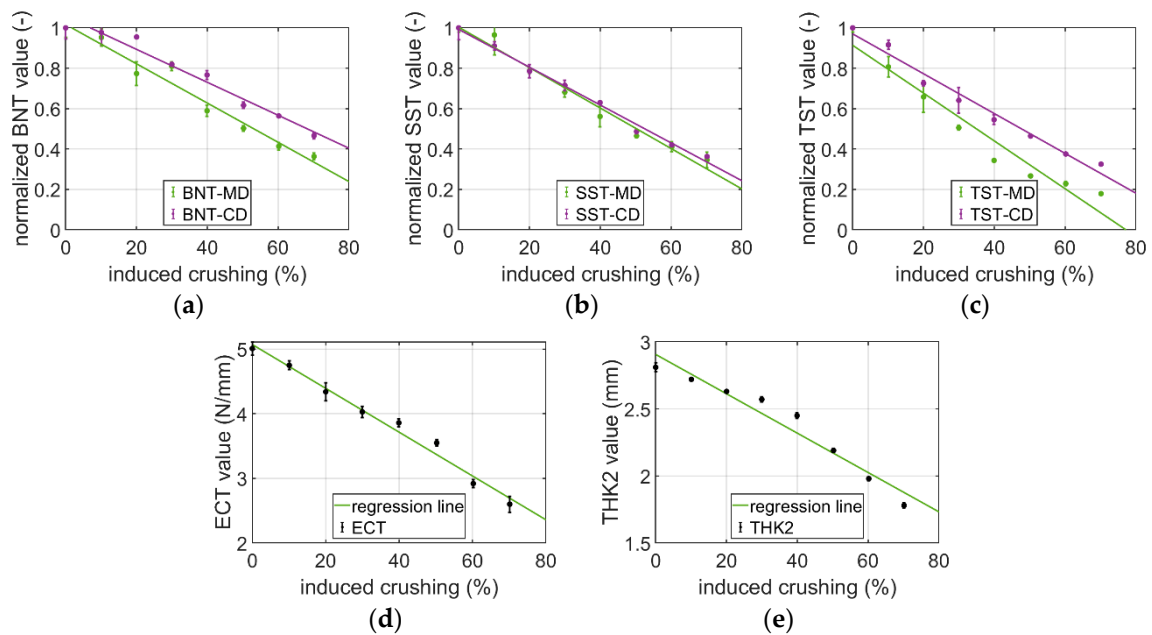 normalized BNT value (-)
1
0.8
0.6
0.4
0.2
0
BNT-MD
BNT-CD
0 20 40 60 80
induced crushing (%)
(a)
normalized SST value (-)
1
0.8
0.6
0.4
0.2
0
SST-MD
SST-CD
0 20 40 60 80
induced crushing (%)
(b)
normalized TST value (-)
1
0.8
0.6
0.4
0.2
0
TST-MD
TST-CD
0 20 40 60 80
induced crushing (%)
(c)
ECT value (N/mm)
5
4
3
2
regression line
ECT
0 20 40 60 80
induced crushing (%)
(d)
THK2 value (mm)
3
2.5
2
1.5
regression line
THK2
0 20 40 60 80
induced crushing (%)
(e)